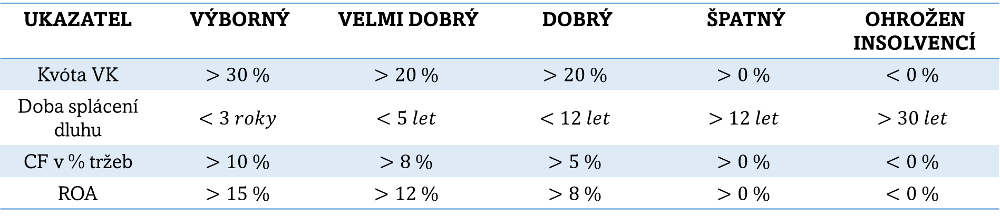 UKAZATEL VÝBORNÝ VELMI DOBRÝ DOBRÝ ŠPATNÝ OHROŽEN INSOLVENCÍ
Kvóta VK > 30 % > 20 % > 20 % > 0 % < 0 %
Doba splácení dluhu < 3 roky < 5 let < 12 let > 12 let > 30 let
CF v % tržeb > 10 % > 8 % > 5 % > 0 % < 0 %
ROA > 15 % > 12 % > 8 % > 0 % < 0 %